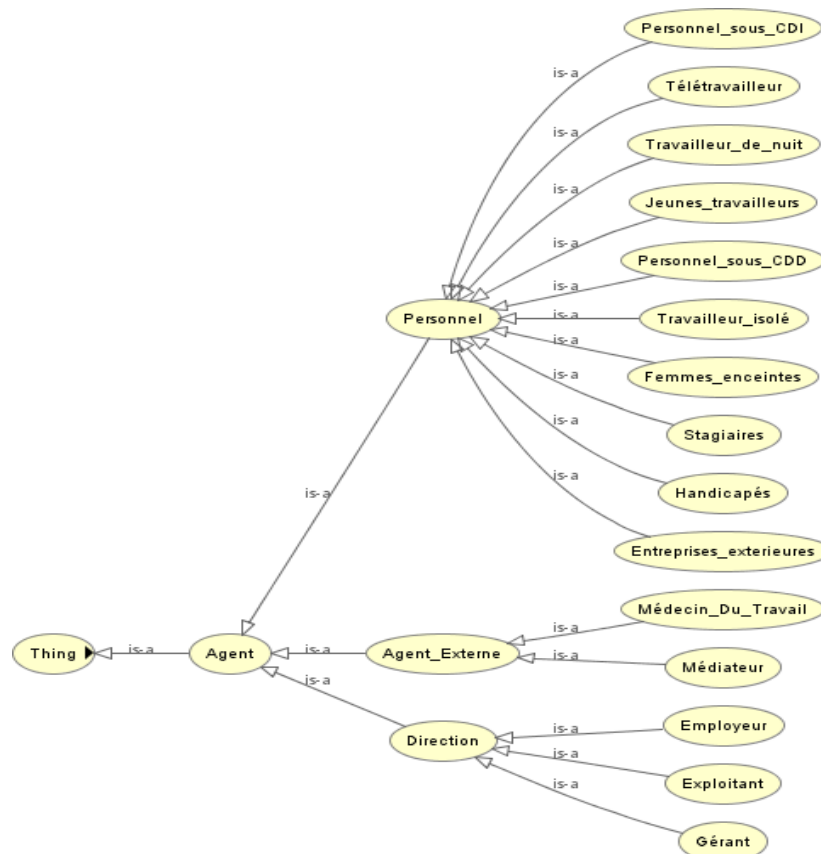 Personnel_sous_CDI
is-a
Télétravailleur
is-a
Travailleur_de_nuit
is-a
Jeunes_travailleurs
is-a
Personnel_sous_CDD
is-a
Personnel
is-a
Travailleur_isolé
is-a
Femmes_enceintes
is-a
Stagiaires
is-a
Handicapés
is-a
is-a
Entreprises_exterieures
Médecin_Du_Travail
is-a
Thing
is-a
Agent
is-a
Agent_Externe
is-a
Médiateur
is-a
Direction
is-a
Employeur
is-a
Exploitant
is-a
Gérant